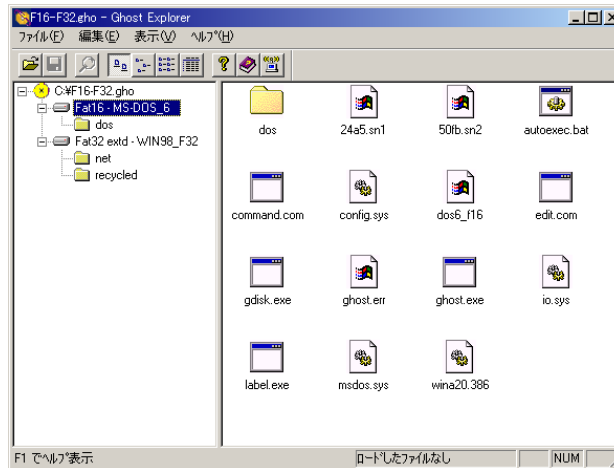 F16-F32.gho - Ghost Explorer
ファイル(F) 編集(E) 表示(V) ヘルプ(H)
C:¥F16-F32.gho
Fat16 - MS-DOS_6
dos
Fat32 extd - WIN98_F32
net
recycled
dos 24a5.sn1 50fb.sn2 autoexec.bat
command.com config.sys dos6_f16 edit.com
gdisk.exe ghost.err ghost.exe io.sys
label.exe msdos.sys wina20.386
F1 でヘルプ表示 ロードしたファイルなし NUM